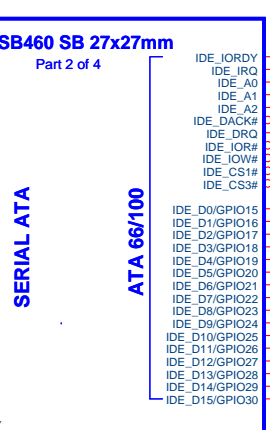 SB460 SB 27x27mm
Part 2 of 4
SERIAL ATA
ATA 66/100
IDE_IORDY
IDE_IRQ
IDE_A0
IDE_A1
IDE_A2
IDE_DACK#
IDE_DRQ
IDE_IOR#
IDE_IOW#
IDE_CS1#
IDE_CS3#
IDE_D0/GPIO15
IDE_D1/GPIO16
IDE_D2/GPIO17
IDE_D3/GPIO18
IDE_D4/GPIO19
IDE_D5/GPIO20
IDE_D6/GPIO21
IDE_D7/GPIO22
IDE_D8/GPIO23
IDE_D9/GPIO24
IDE_D10/GPIO25
IDE_D11/GPIO26
IDE_D12/GPIO27
IDE_D13/GPIO28
IDE_D14/GPIO29
IDE_D15/GPIO30